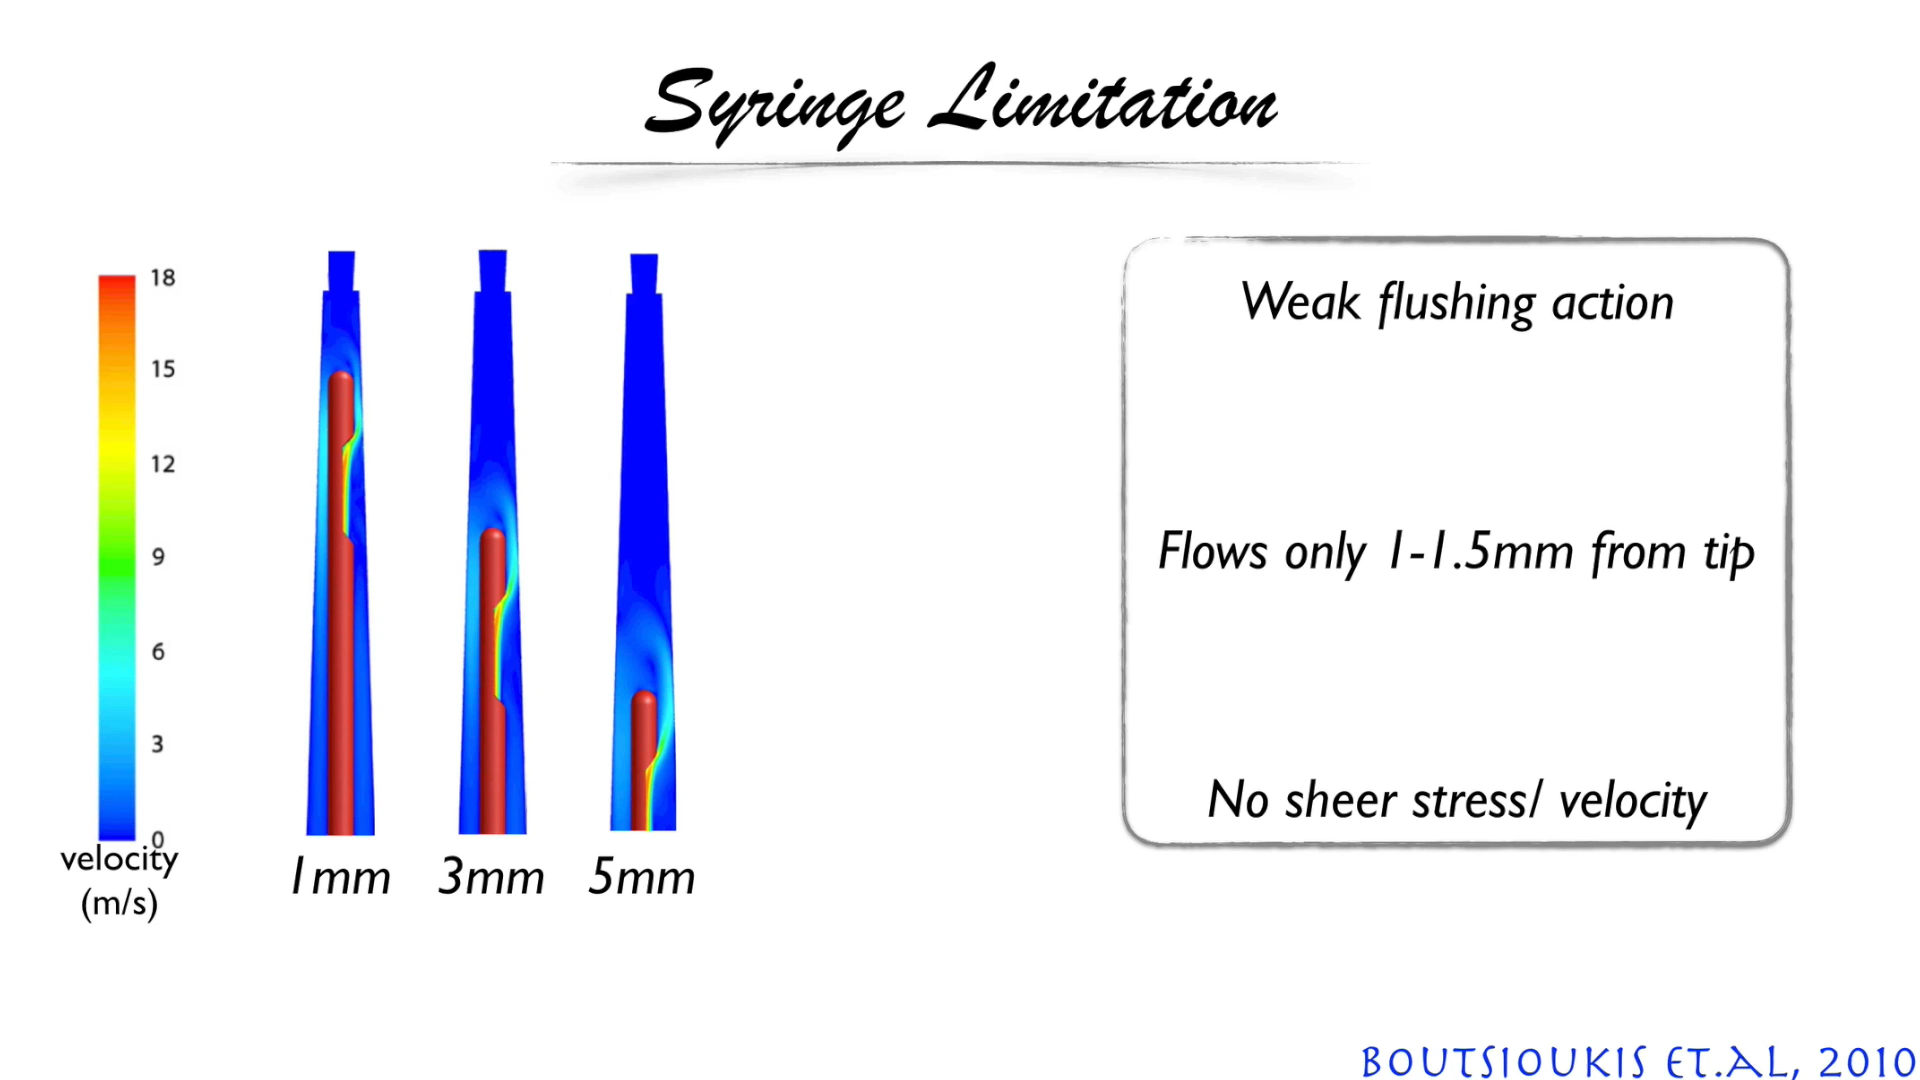 Syringe Limitation
18
15
12
9
6
3
0
velocity
(m/s)
1mm 3mm 5mm
Weak flushing action
Flows only 1-1.5mm from tip
No sheer stress/ velocity
BOUTSIOUKIS ET.AL, 2010